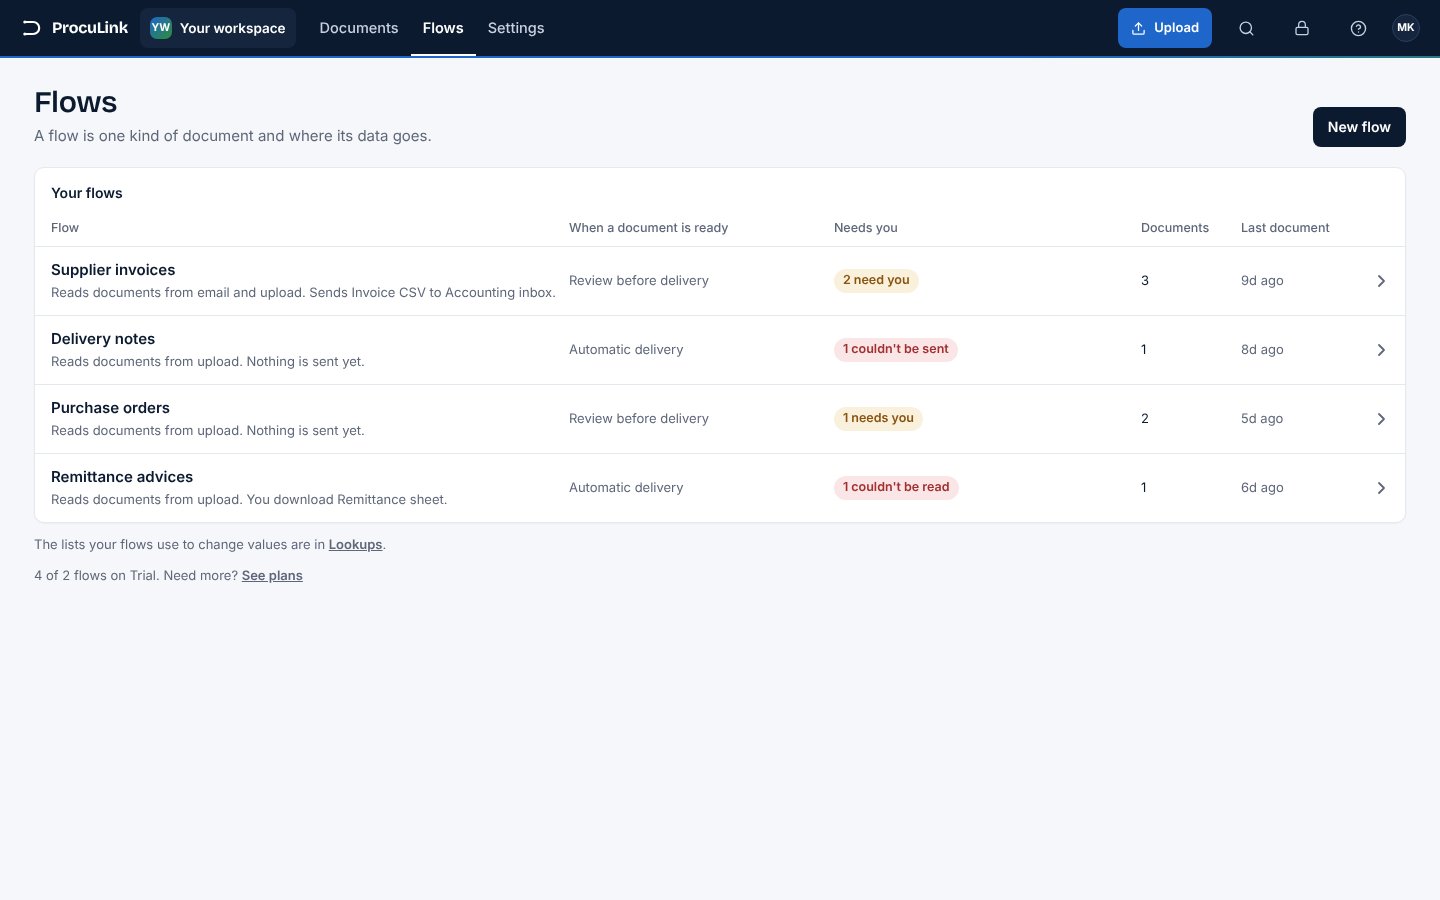 ProcuLink
YW Your workspace
Documents
Flows
Settings
Upload
MK
Flows
A flow is one kind of document and where its data goes.
New flow
Your flows
Flow When a document is ready Needs you Documents Last document
Supplier invoices
Reads documents from email and upload. Sends Invoice CSV to Accounting inbox.
Review before delivery 2 need you 3 9d ago
Delivery notes
Reads documents from upload. Nothing is sent yet.
Automatic delivery 1 couldn't be sent 1 8d ago
Purchase orders
Reads documents from upload. Nothing is sent yet.
Review before delivery 1 needs you 2 5d ago
Remittance advices
Reads documents from upload. You download Remittance sheet.
Automatic delivery 1 couldn't be read 1 6d ago
The lists your flows use to change values are in Lookups.
4 of 2 flows on Trial. Need more? See plans